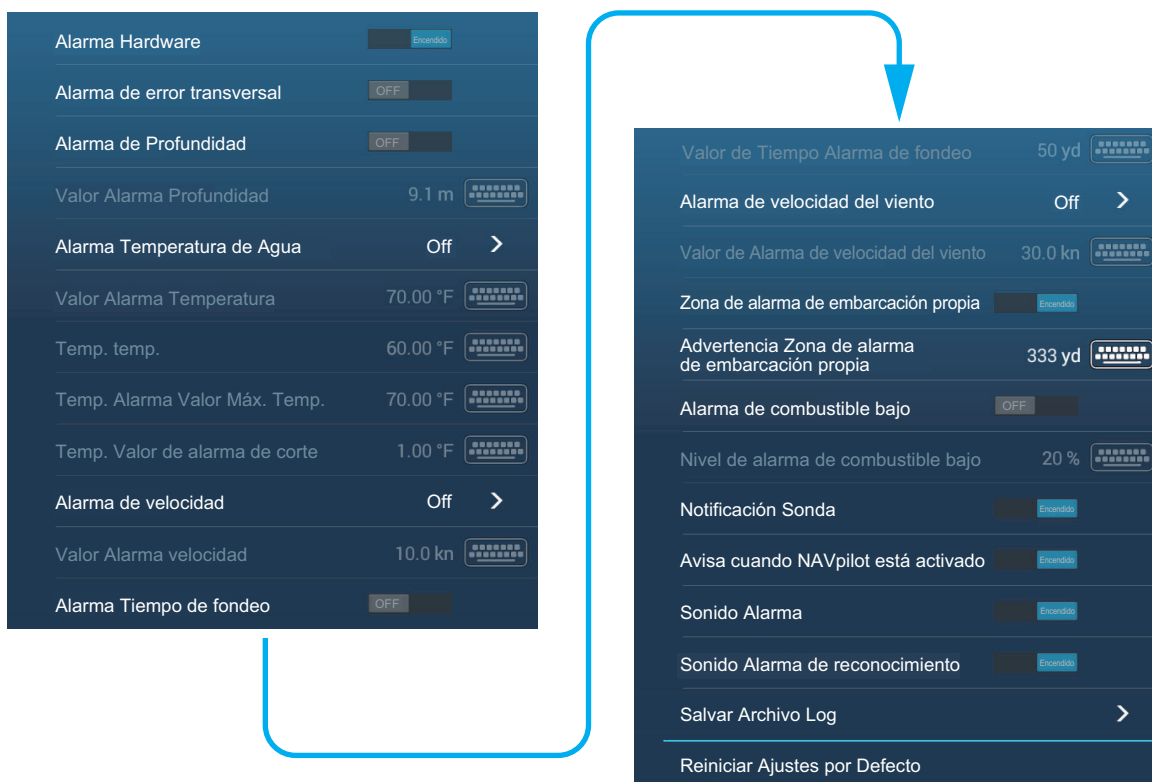 Alarma Hardware Encendido
Alarma de error transversal OFF
Alarma de Profundidad OFF
Valor Alarma Profundidad 9.1 m
Alarma Temperatura de Agua Off
Valor Alarma Temperatura 70.00 °F
Temp. temp. 60.00 °F
Temp. Alarma Valor Máx. Temp. 70.00 °F
Temp. Valor de alarma de corte 1.00 °F
Alarma de velocidad Off
Valor Alarma velocidad 10.0 kn
Alarma Tiempo de fondeo OFF
Valor de Tiempo Alarma de fondeo 50 yd
Alarma de velocidad del viento Off
Valor de Alarma de velocidad del viento 30.0 kn
Zona de alarma de embarcación propia Encendido
Advertencia Zona de alarma
de embarcación propia 333 yd
Alarma de combustible bajo OFF
Nivel de alarma de combustible bajo 20 %
Notificación Sonda Encendido
Avisa cuando NAVpilot está activado Encendido
Sonido Alarma Encendido
Sonido Alarma de reconocimiento Encendido
Salvar Archivo Log
Reiniciar Ajustes por Defecto